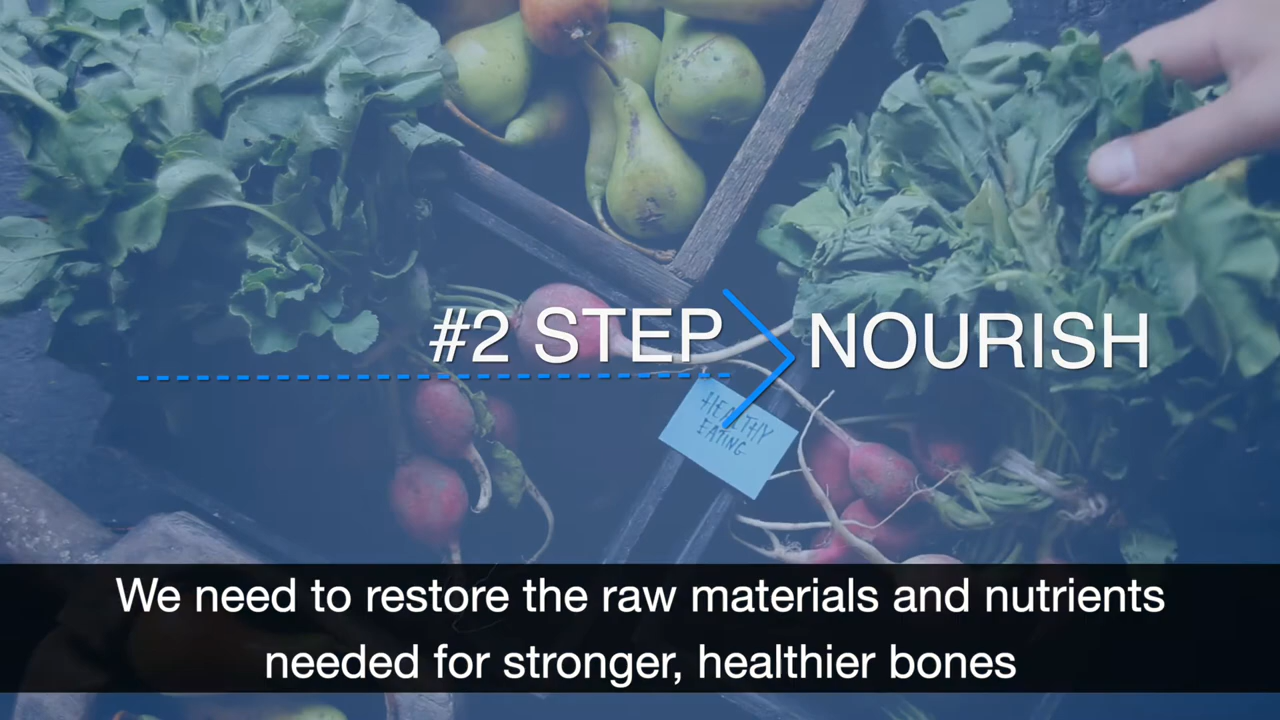 #2 STEP NOURISH
HEALTHY
EATING
We need to restore the raw materials and nutrients
needed for stronger, healthier bones